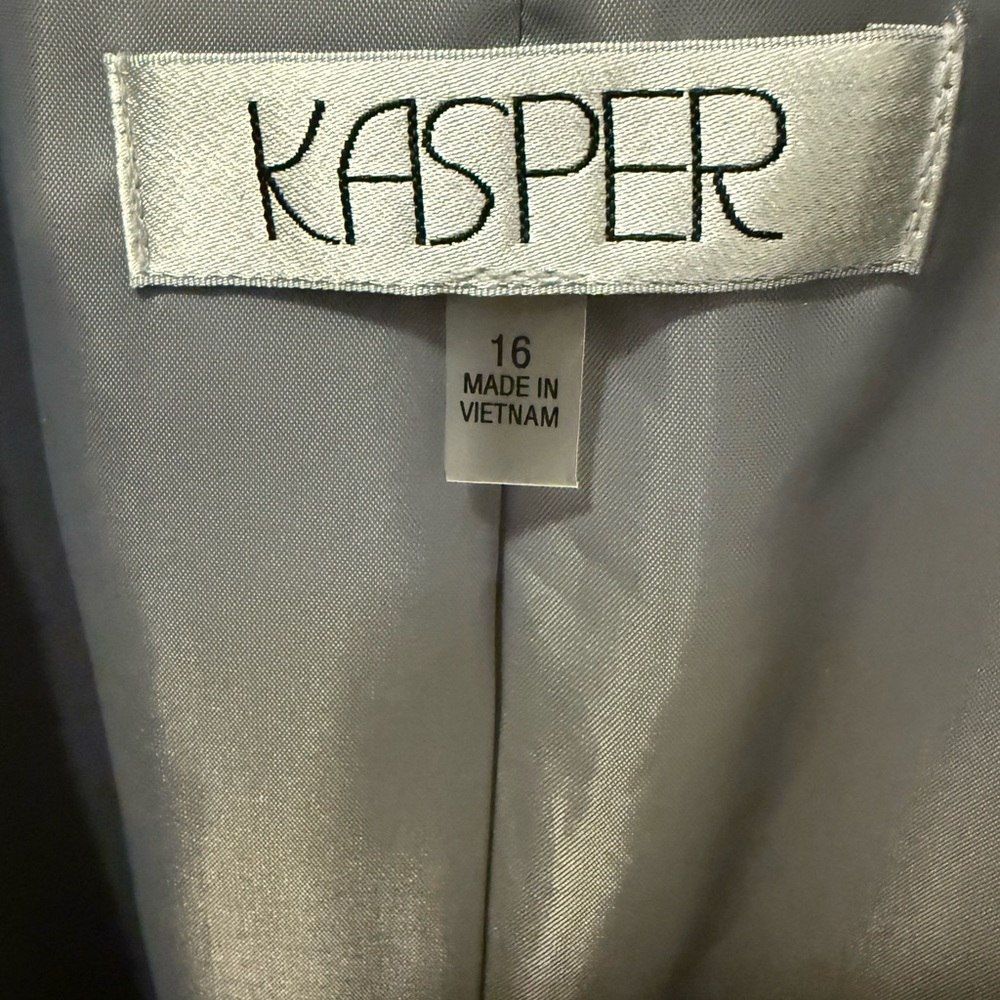 KASPER
16
MADE IN
VIETNAM